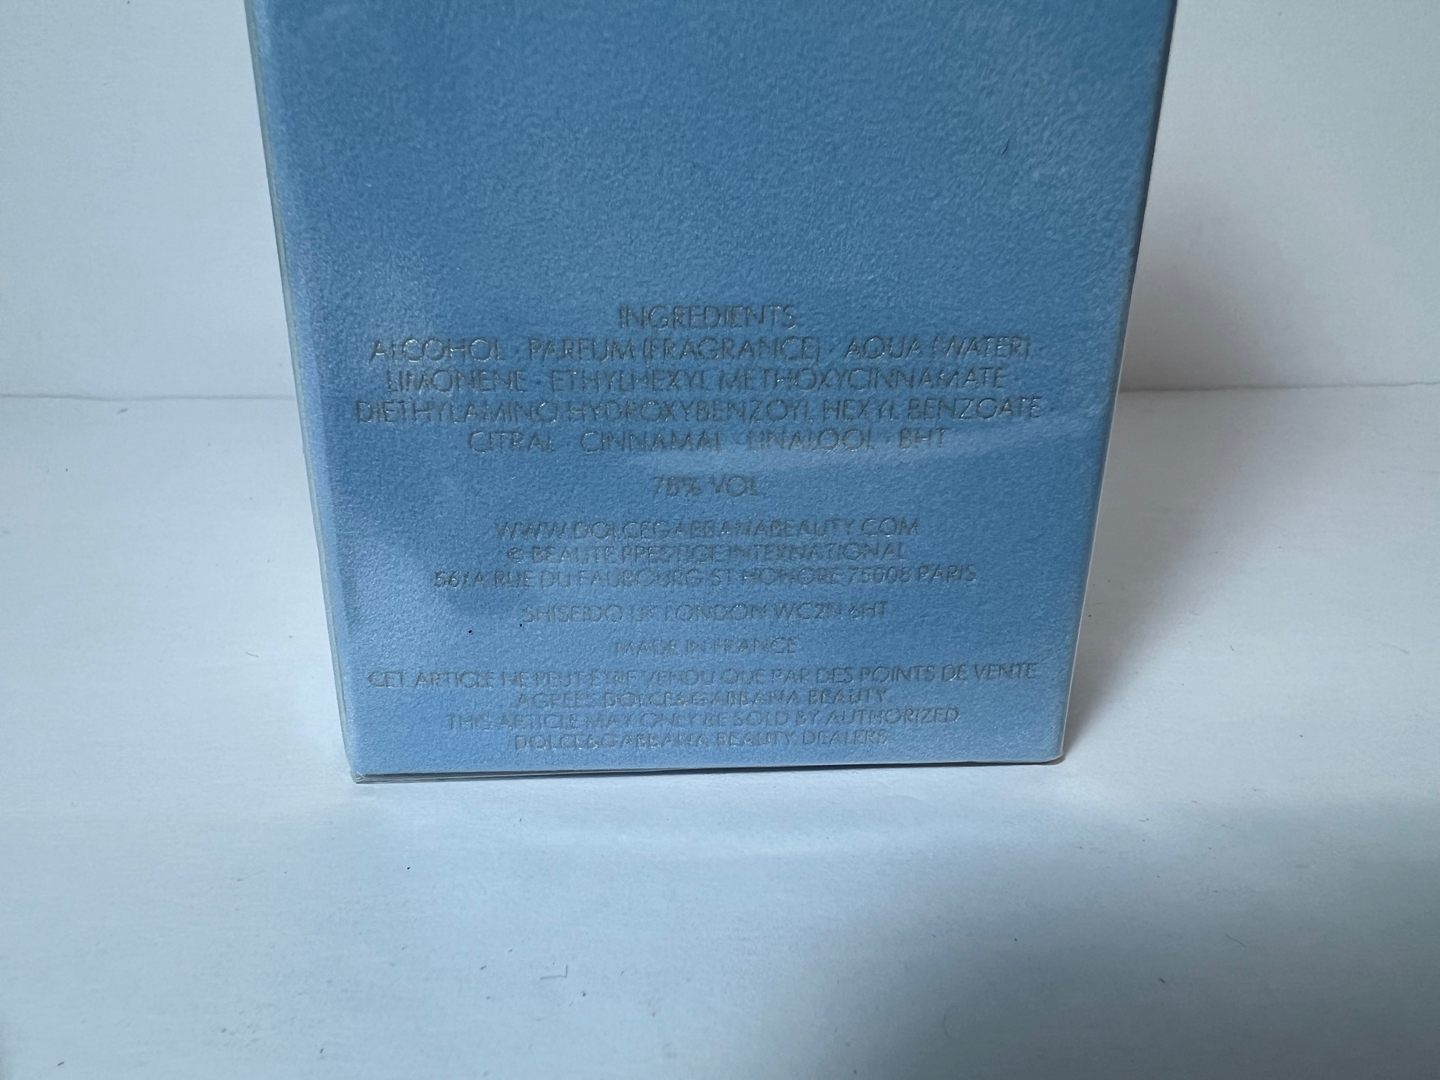 INGREDIENTS
ALCOHOL · PARFUM (FRAGRANCE) · AQUA (WATER) ·
LIMONENE · ETHYLHEXYL METHOXYCINNAMATE ·
DIETHYLAMINO HYDROXYBENZOYL HEXYL BENZOATE ·
CITRAL · CINNAMAL · LINALOOL · BHT
78% VOL
WWW.DOLCEGABBANABEAUTY.COM
© BEAUTE PRESTIGE INTERNATIONAL
56/A RUE DU FAUBOURG ST HONORE 75008 PARIS
SHISEIDO UK LONDON WC2N 6HT
MADE IN FRANCE
CET ARTICLE NE PEUT ETRE VENDU QUE PAR DES POINTS DE VENTE
AGREES DOLCE&GABBANA BEAUTY
THIS ARTICLE MAY ONLY BE SOLD BY AUTHORIZED
DOLCE&GABBANA BEAUTY DEALERS